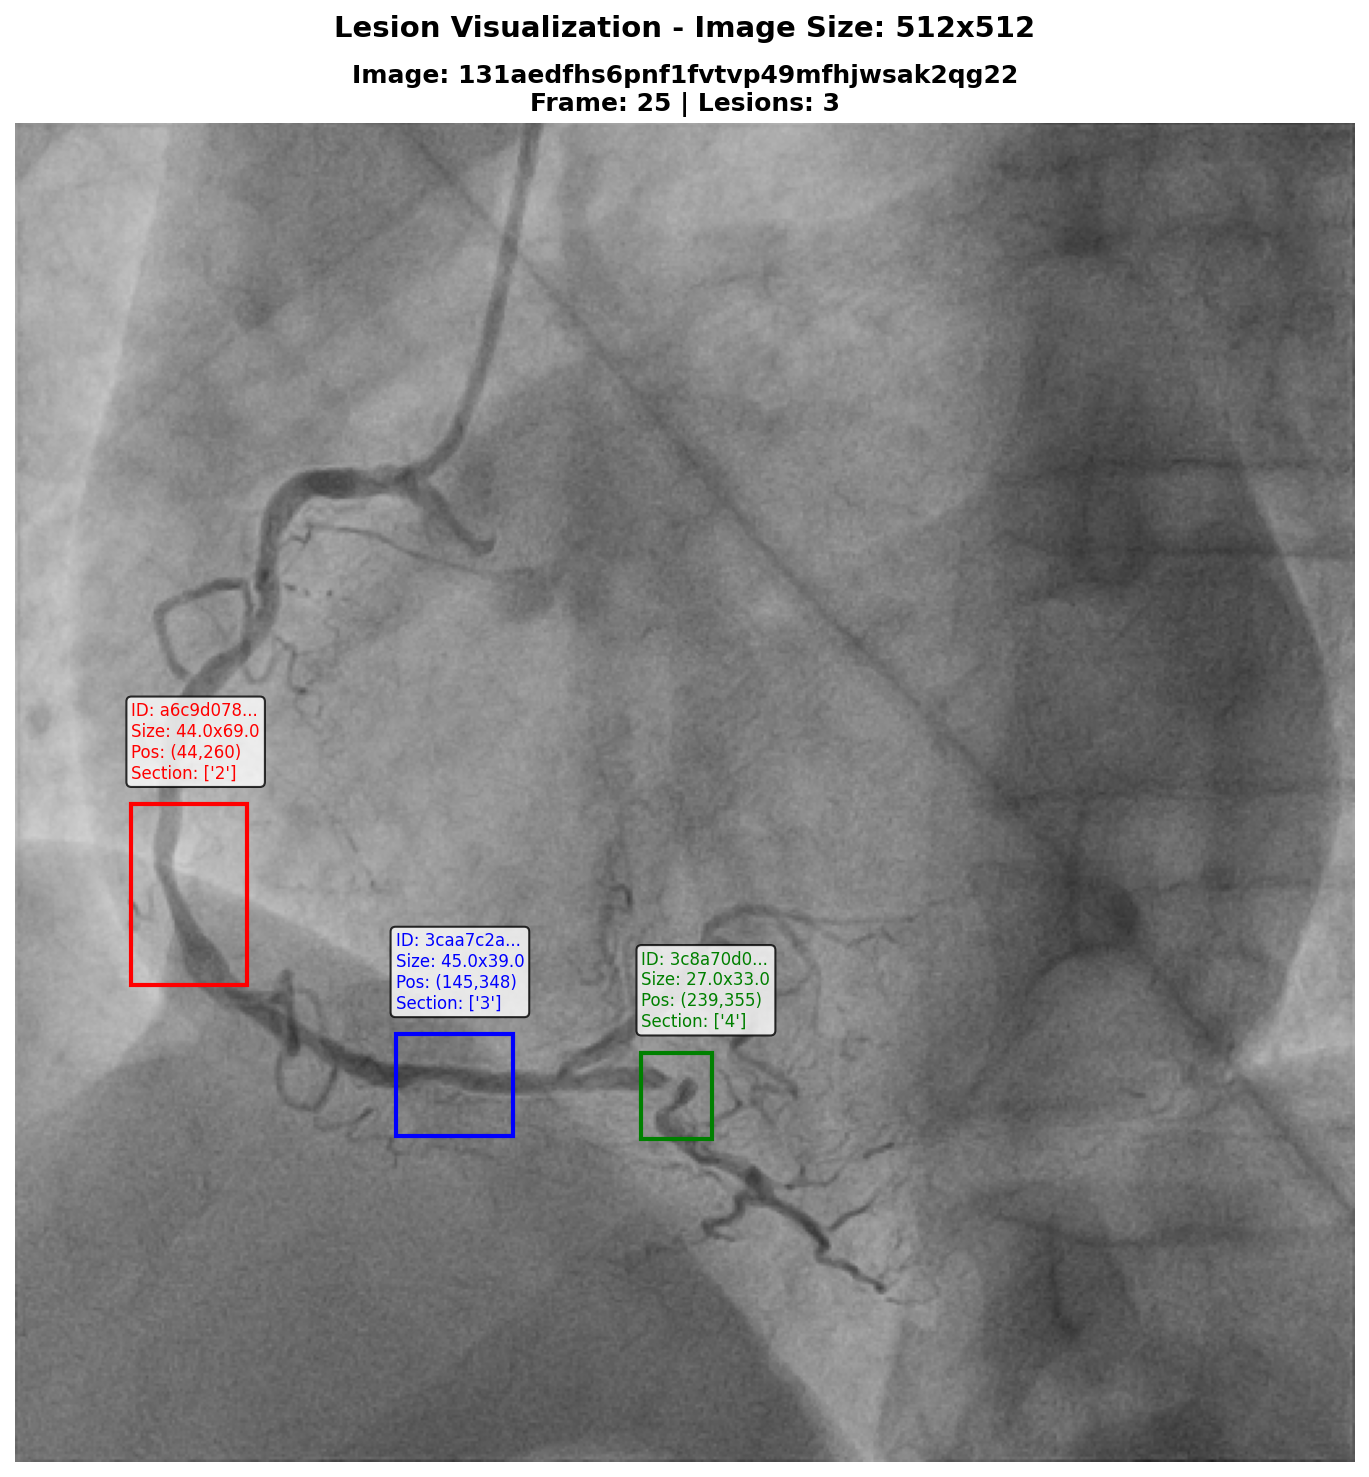 Lesion Visualization - Image Size: 512x512
Image: 131aedfhs6pnf1fvtvp49mfhjwsak2qg22
Frame: 25 | Lesions: 3
ID: a6c9d078...
Size: 44.0x69.0
Pos: (44,260)
Section: ['2']
ID: 3caa7c2a...
Size: 45.0x39.0
Pos: (145,348)
Section: ['3']
ID: 3c8a70d0...
Size: 27.0x33.0
Pos: (239,355)
Section: ['4']